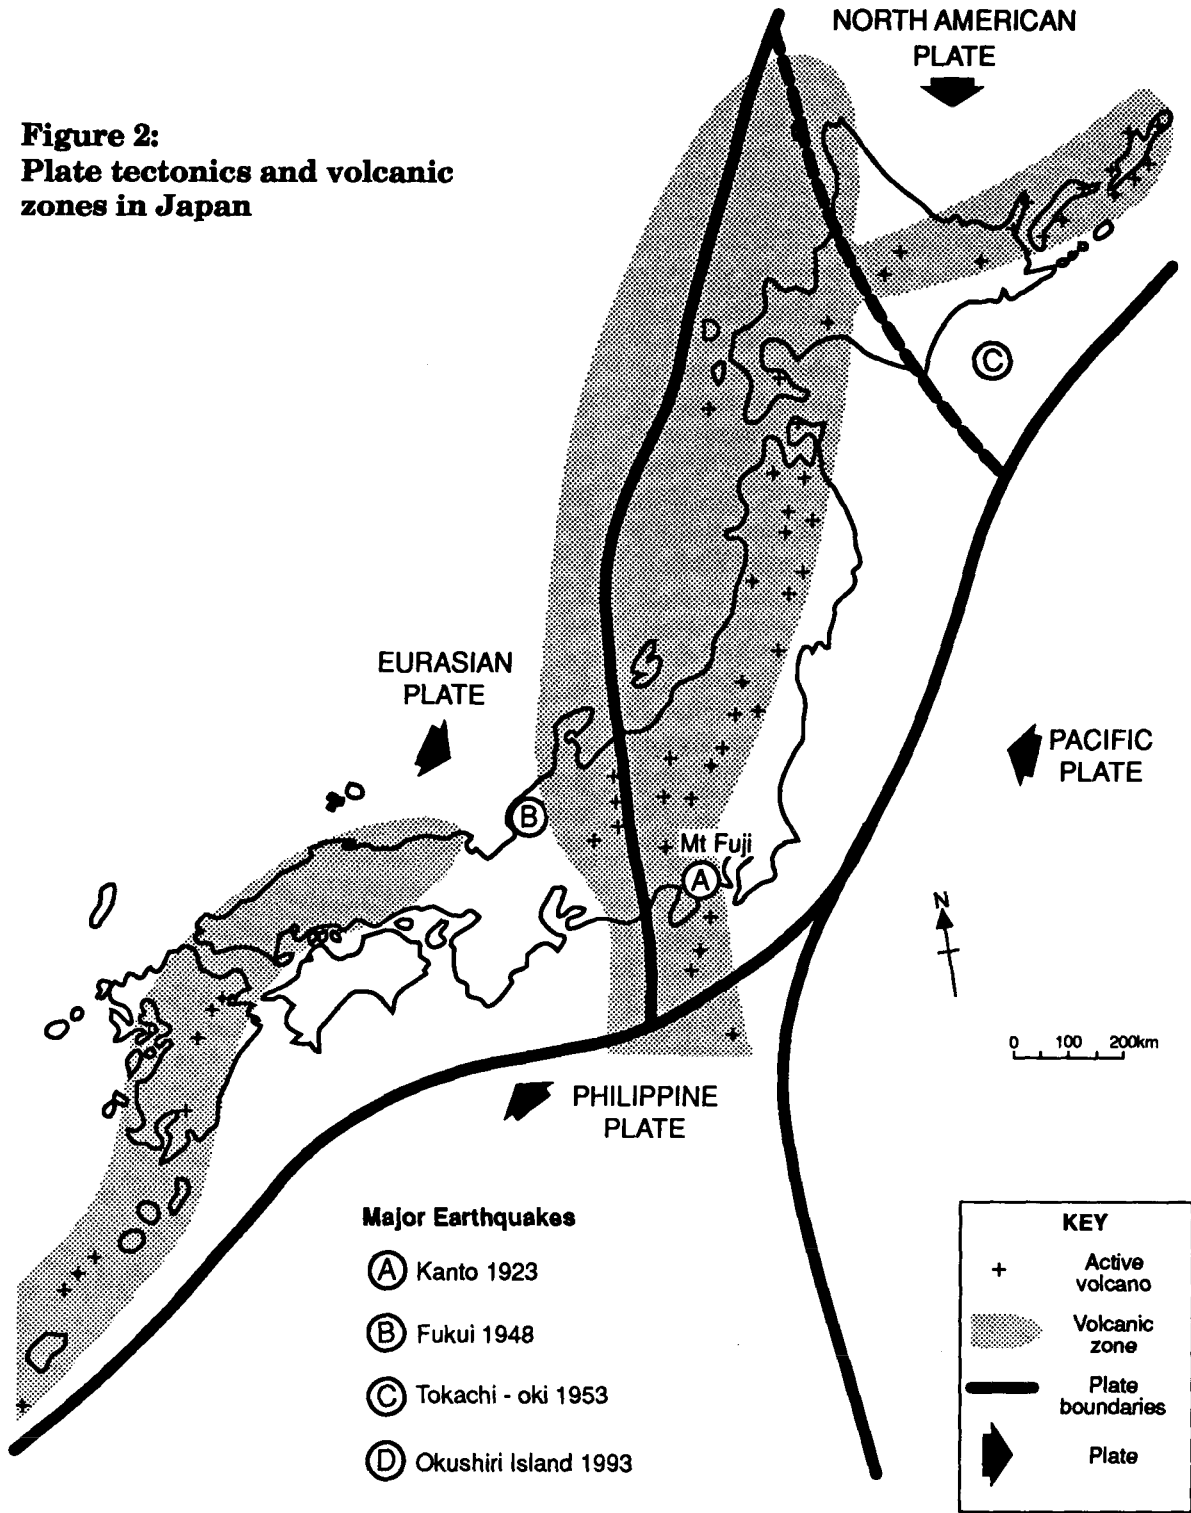 NORTH AMERICAN
PLATE
Figure 2:
Plate tectonics and volcanic
zones in Japan
D
C
EURASIAN
PLATE
PACIFIC
PLATE
B
Mt Fuji
A
N
0 100 200km
PHILIPPINE
PLATE
Major Earthquakes
A Kanto 1923
B Fukui 1948
C Tokachi - oki 1953
D Okushiri Island 1993
KEY
Active
volcano
Volcanic
zone
Plate
boundaries
Plate